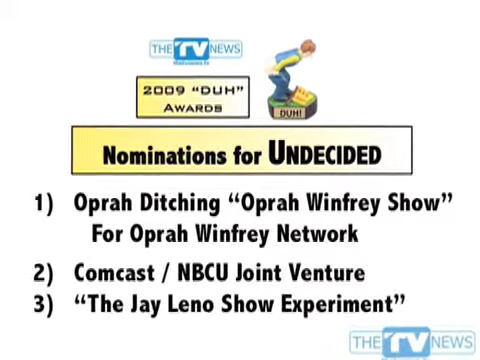 THE TV NEWS
2009 "DUH"
AWARDS
DUH!
Nominations for UNDECIDED
1) Oprah Ditching "Oprah Winfrey Show"
For Oprah Winfrey Network
2) Comcast / NBCU Joint Venture
3) "The Jay Leno Show Experiment"
THE TV NEWS